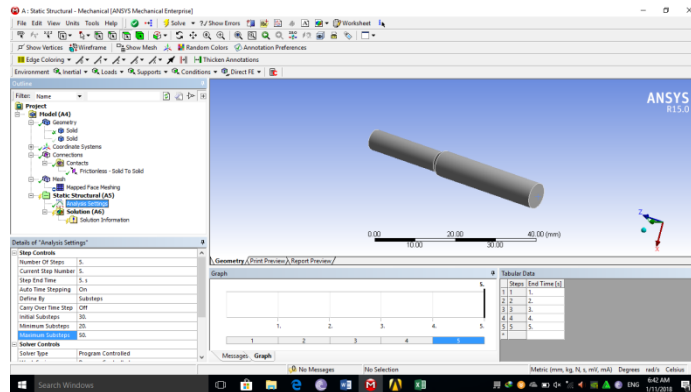 A : Static Structural - Mechanical [ANSYS Mechanical Enterprise]
File Edit View Units Tools Help Solve ?/Show Errors Worksheet
Show Vertices Wireframe Show Mesh Random Colors Annotation Preferences
Edge Coloring Thicken Annotations
Environment Inertial Loads Supports Conditions Direct FE
Outline
Filter: Name
Project
Model (A4)
Geometry
Solid
Solid
Coordinate Systems
Connections
Contacts
Frictionless - Solid To Solid
Mesh
Mapped Face Meshing
Static Structural (A5)
Analysis Settings
Solution (A6)
Solution Information
ANSYS
R15.0
0.00 20.00 40.00 (mm)
10.00 30.00
Z
Geometry Print Preview Report Preview
Details of "Analysis Settings"
Step Controls
Number Of Steps 5.
Current Step Number 5.
Step End Time 5. s
Auto Time Stepping On
Define By Substeps
Carry Over Time Step Off
Initial Substeps 30.
Minimum Substeps 20.
Maximum Substeps 50.
Solver Controls
Solver Type Program Controlled
Graph
5.
1. 2. 3. 4. 5.
1 2 3 4 5
Messages Graph
Tabular Data
Steps End Time [s]
1 1 1.
2 2 2.
3 3 3.
4 4 4.
5 5 5.
*
No Messages No Selection Metric (mm, kg, N, s, mV, mA) Degrees rad/s Celsius
Search Windows
ENG
6:42 AM
1/11/2018